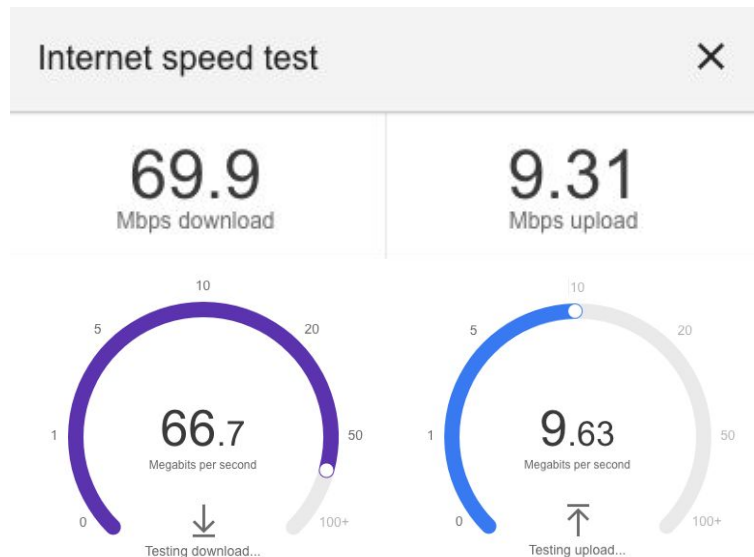 Internet speed test
69.9 9.31
Mbps download Mbps upload
10 10
5 20 5 20
66.7 9.63
1 50 1 50
Megabits per second Megabits per second
0 100+ 0 100+
Testing download... Testing upload...